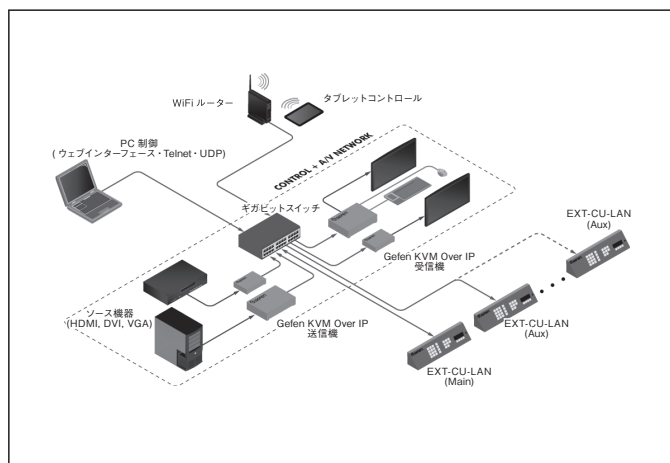 WiFi ルーター
タブレットコントロール
PC 制御
( ウェブインターフェース・Telnet・UDP)
CONTROL + A/V NETWORK
ギガビットスイッチ
EXT-CU-LAN
(Aux)
Gefen KVM Over IP
受信機
ソース機器
(HDMI, DVI, VGA)
Gefen KVM Over IP
送信機
EXT-CU-LAN
(Aux)
EXT-CU-LAN
(Main)